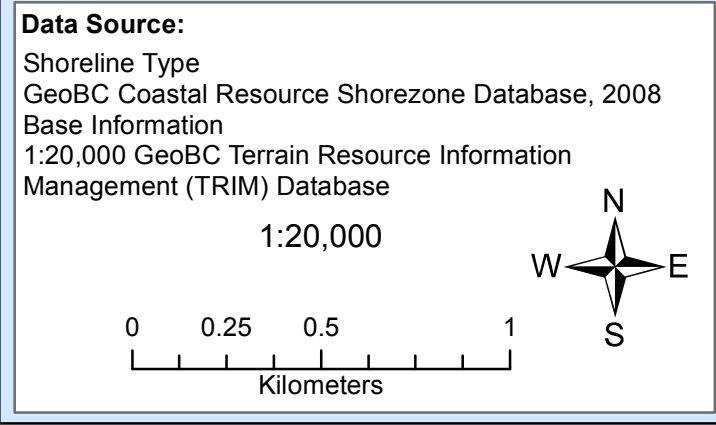 Data Source:
Shoreline Type
GeoBC Coastal Resource Shorezone Database, 2008
Base Information
1:20,000 GeoBC Terrain Resource Information
Management (TRIM) Database
1:20,000
N
W E
S
0 0.25 0.5 1
Kilometers